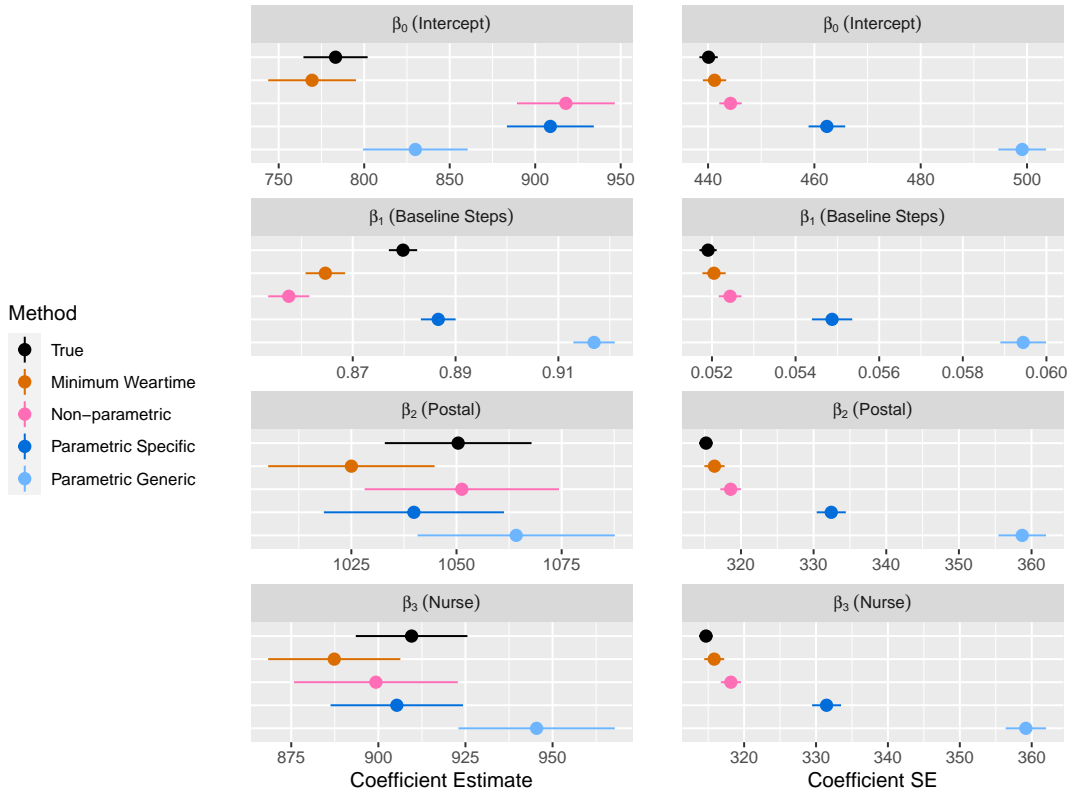 β₀ (Intercept)
750 800 850 900 950
β₀ (Intercept)
440 460 480 500
β₁ (Baseline Steps)
0.87 0.89 0.91
β₁ (Baseline Steps)
0.052 0.054 0.056 0.058 0.060
Method
True
Minimum Weartime
Non−parametric
Parametric Specific
Parametric Generic
β₂ (Postal)
1025 1050 1075
β₂ (Postal)
320 330 340 350 360
β₃ (Nurse)
875 900 925 950
Coefficient Estimate
β₃ (Nurse)
320 330 340 350 360
Coefficient SE